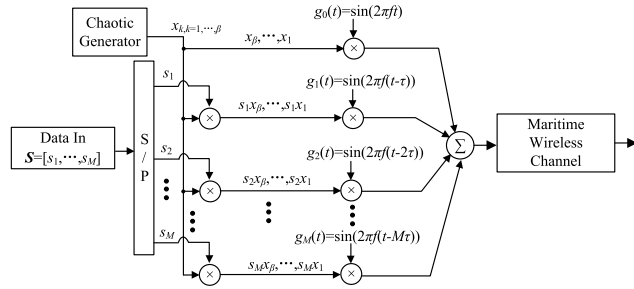 Chaotic
Generator
x_{k,k=1,⋯,β}
x_β,⋯,x_1
g_0(t)=sin(2πft)
×
S
/
P
s_1
g_1(t)=sin(2πf(t-τ))
×
s_1x_β,⋯,s_1x_1
×
Data In
S=[s_1,⋯,s_M]
s_2
g_2(t)=sin(2πf(t-2τ))
×
s_2x_β,⋯,s_2x_1
×
Σ
Maritime
Wireless
Channel
s_M
g_M(t)=sin(2πf(t-Mτ))
×
s_Mx_β,⋯,s_Mx_1
×